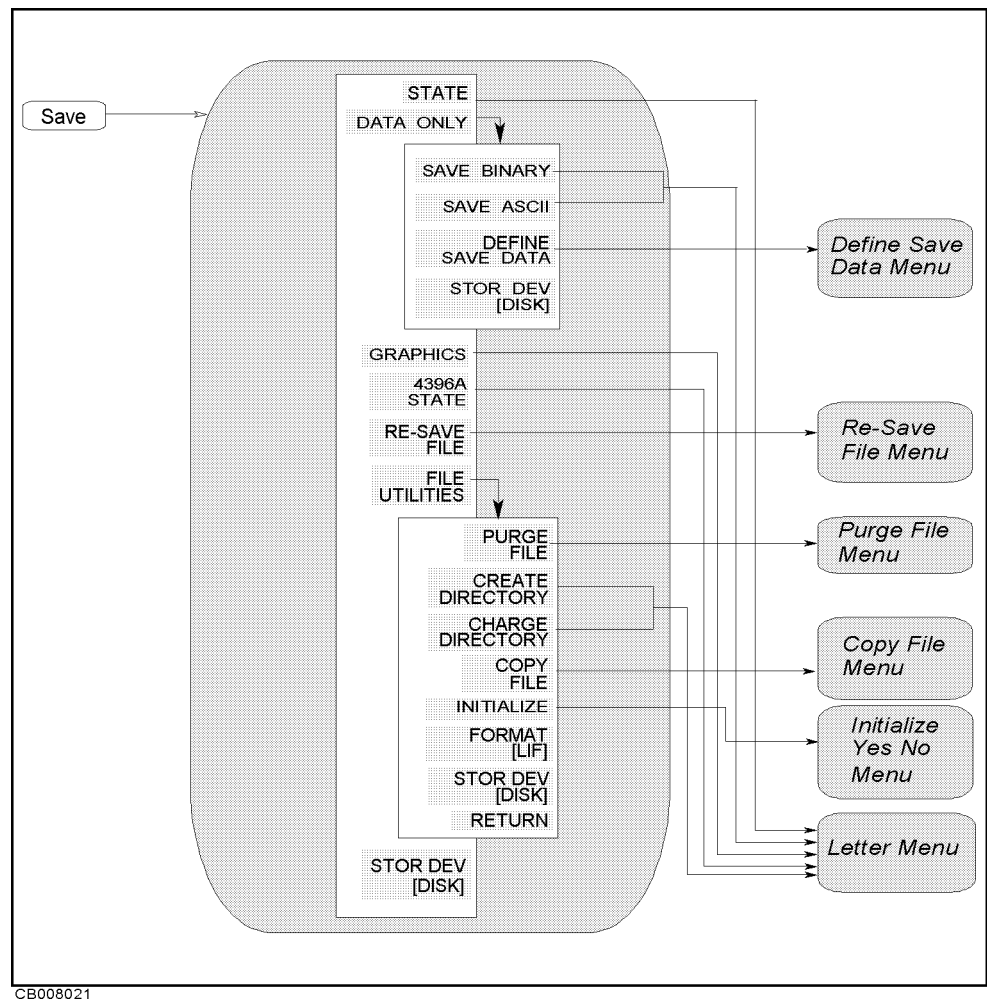 Save
STATE
DATA ONLY
SAVE BINARY
SAVE ASCII
DEFINE
SAVE DATA
STOR DEV
[DISK]
GRAPHICS
4396A
STATE
RE-SAVE
FILE
FILE
UTILITIES
PURGE
FILE
CREATE
DIRECTORY
CHARGE
DIRECTORY
COPY
FILE
INITIALIZE
FORMAT
[LIF]
STOR DEV
[DISK]
RETURN
STOR DEV
[DISK]
Define Save
Data Menu
Re-Save
File Menu
Purge File
Menu
Copy File
Menu
Initialize
Yes No
Menu
Letter Menu
CB008021